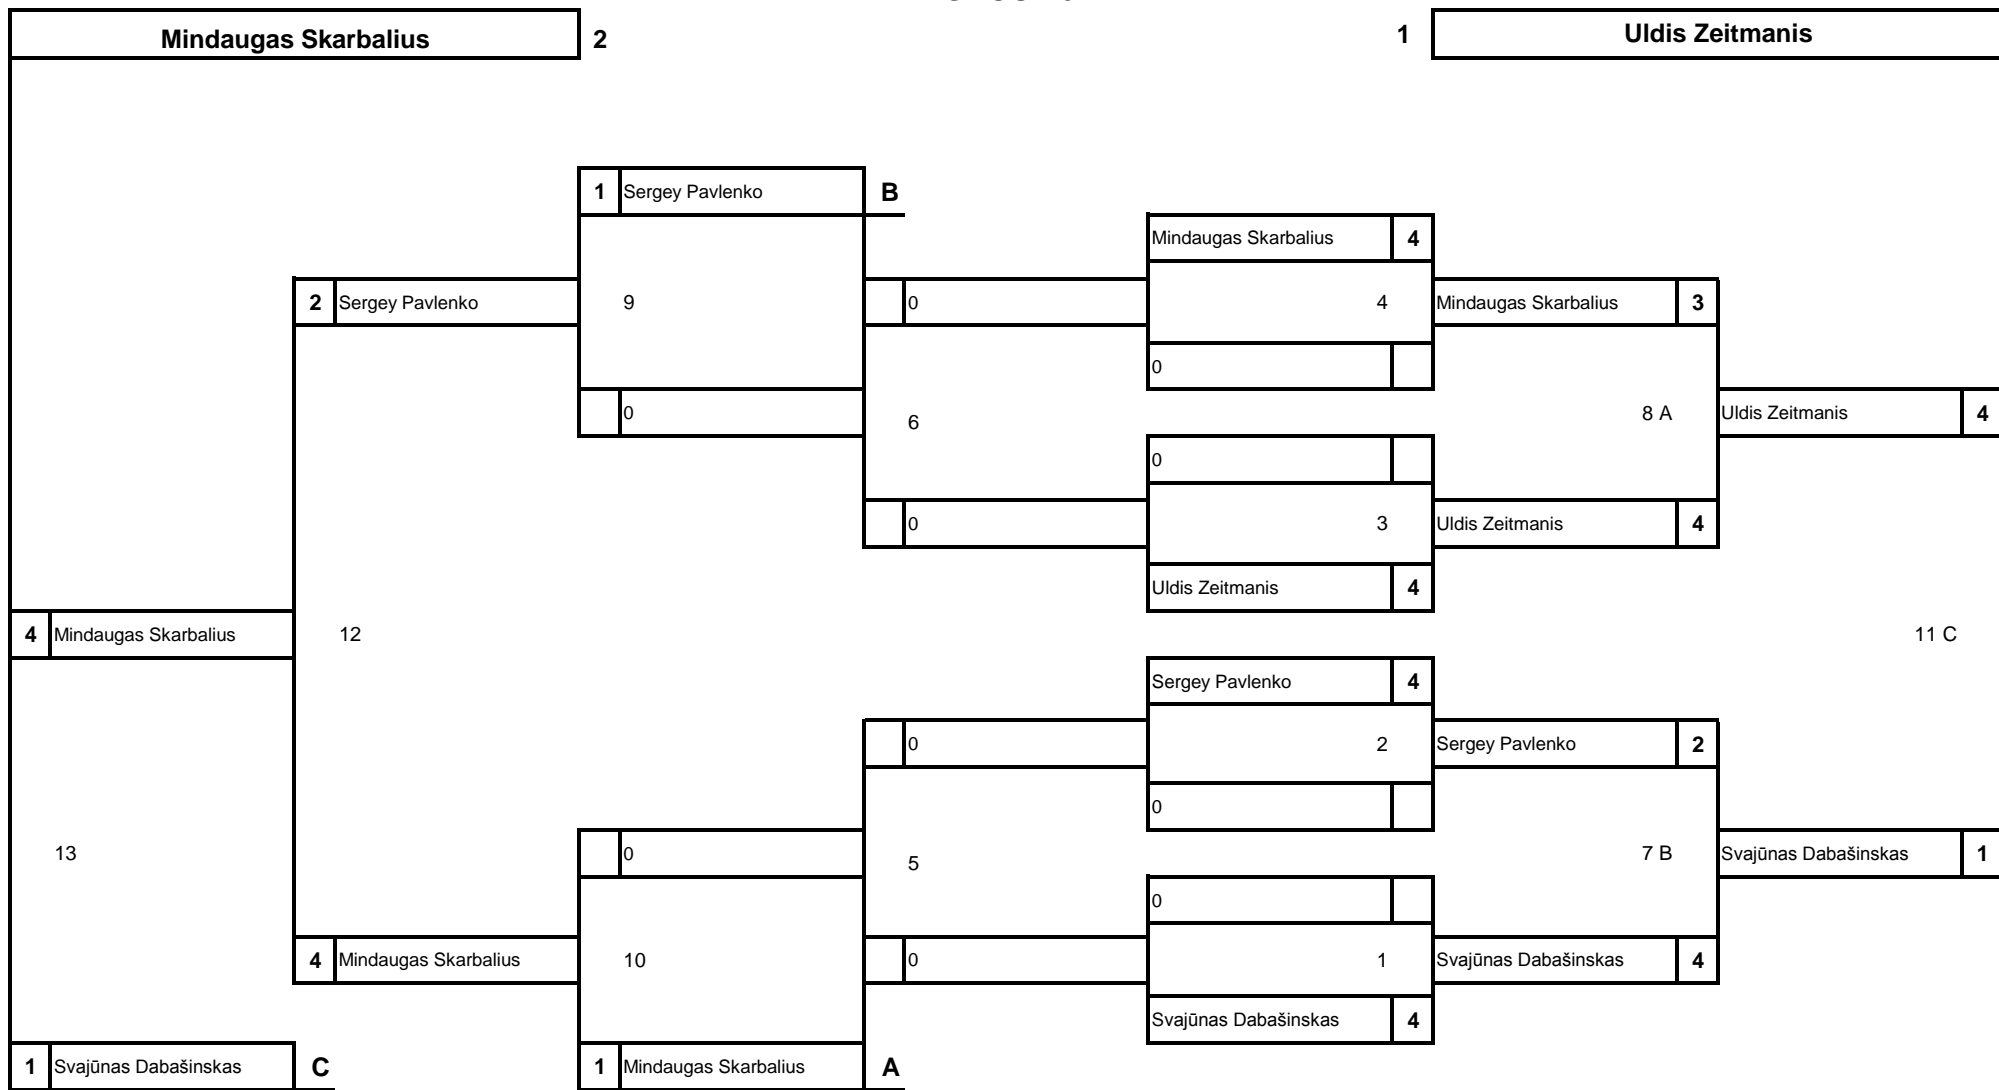 Mindaugas Skarbalius 2 1 Uldis Zeitmanis
1 Sergey Pavlenko B
Mindaugas Skarbalius 4
2 Sergey Pavlenko 9 0 4 Mindaugas Skarbalius 3
0
0 6 8 A Uldis Zeitmanis 4
0
0 3 Uldis Zeitmanis 4
Uldis Zeitmanis 4
4 Mindaugas Skarbalius 12 11 C
Sergey Pavlenko 4
0 2 Sergey Pavlenko 2
0
13 0 5 7 B Svajūnas Dabašinskas 1
0
4 Mindaugas Skarbalius 10 0 1 Svajūnas Dabašinskas 4
Svajūnas Dabašinskas 4
1 Svajūnas Dabašinskas C 1 Mindaugas Skarbalius A